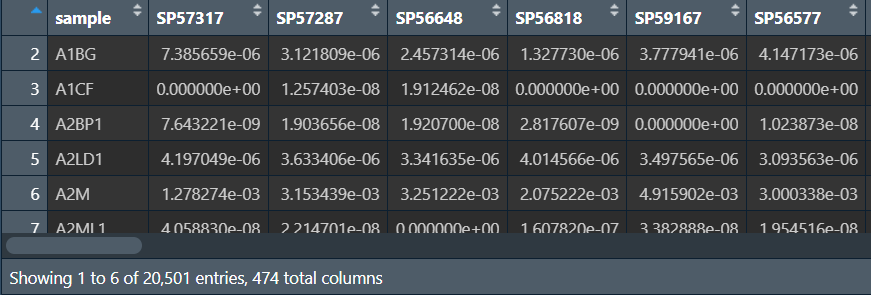 sample SP57317 SP57287 SP56648 SP56818 SP59167 SP56577
2 A1BG 7.385659e-06 3.121809e-06 2.457314e-06 1.327730e-06 3.777941e-06 4.147173e-06
3 A1CF 0.000000e+00 1.257403e-08 1.912462e-08 0.000000e+00 0.000000e+00 0.000000e+00
4 A2BP1 7.643221e-09 1.903656e-08 1.920700e-08 2.817607e-09 0.000000e+00 1.023873e-08
5 A2LD1 4.197049e-06 3.633406e-06 3.341635e-06 4.014566e-06 3.497565e-06 3.093563e-06
6 A2M 1.278274e-03 3.153439e-03 3.251222e-03 2.075222e-03 4.915902e-03 3.000338e-03
7 A2ML1 4.058830e-08 2.214701e-08 0.000000e+00 1.607820e-07 3.382888e-08 1.954516e-08
Showing 1 to 6 of 20,501 entries, 474 total columns